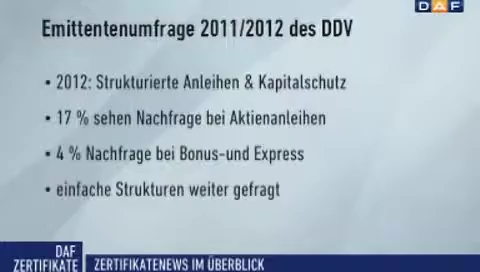 DAF
Emittentenumfrage 2011/2012 des DDV
• 2012: Strukturierte Anleihen & Kapitalschutz
• 17 % sehen Nachfrage bei Aktienanleihen
• 4 % Nachfrage bei Bonus-und Express
• einfache Strukturen weiter gefragt
DAF
ZERTIFIKATE
ZERTIFIKATENEWS IM ÜBERBLICK